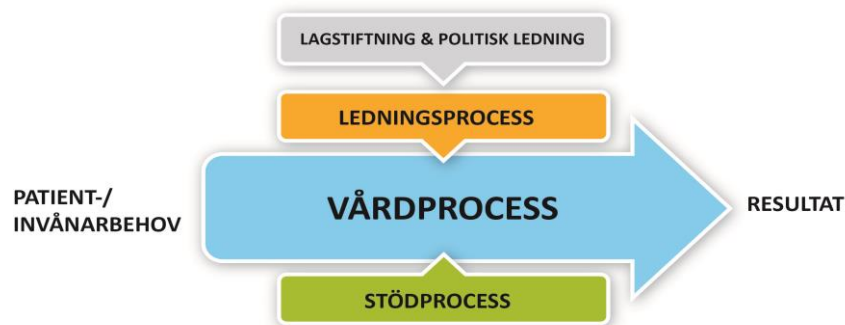 LAGSTIFTNING & POLITISK LEDNING
LEDNINGSPROCESS
PATIENT-/
INVÅNARBEHOV
VÅRDPROCESS
RESULTAT
STÖDPROCESS